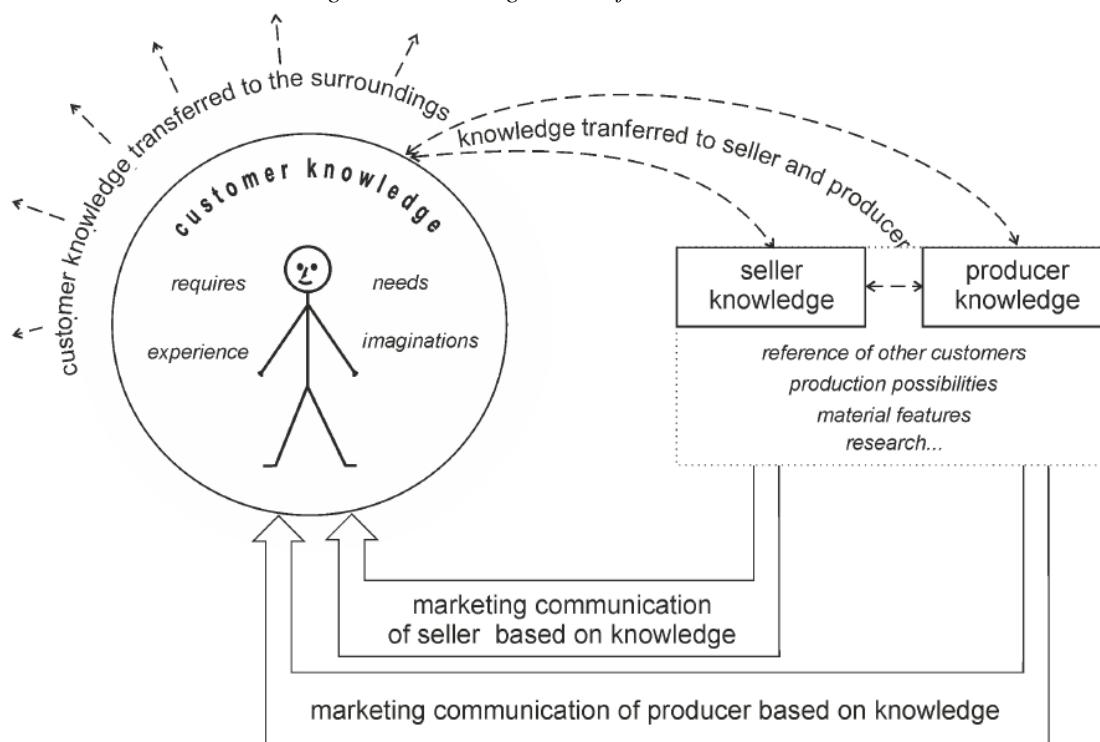 customer knowledge transferred to the surroundings
knowledge tranferred to seller and producer
customer knowledge
requires
needs
experience
imaginations
seller
knowledge
producer
knowledge
reference of other customers
production possibilities
material features
research...
marketing communication
of seller based on knowledge
marketing communication of producer based on knowledge